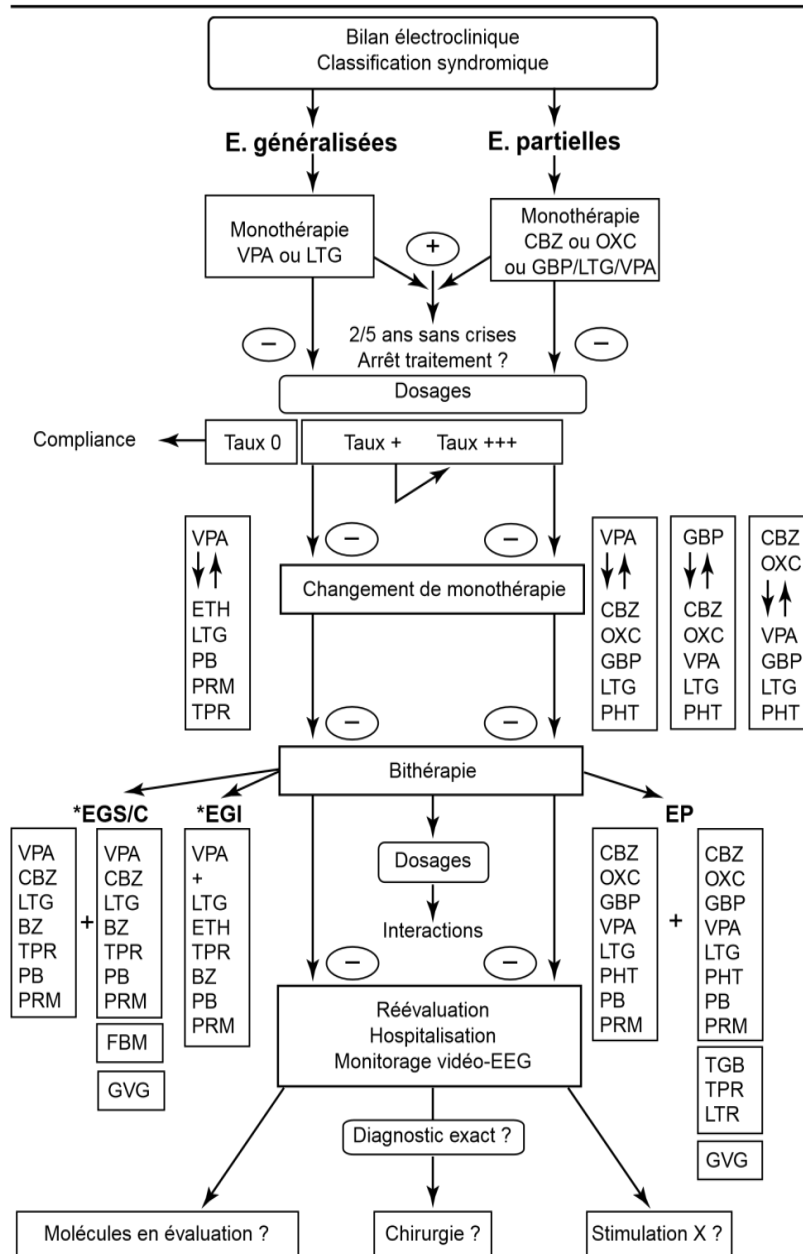 Bilan électroclinique
Classification syndromique
E. généralisées
E. partielles
Monothérapie
VPA ou LTG
+
Monothérapie
CBZ ou OXC
ou GBP/LTG/VPA
2/5 ans sans crises
Arrêt traitement ?
−
−
Dosages
Compliance
Taux 0
Taux + Taux +++
−
−
Changement de monothérapie
VPA
ETH
LTG
PB
PRM
TPR
VPA
CBZ
OXC
GBP
LTG
PHT
GBP
CBZ
OXC
VPA
LTG
PHT
CBZ
OXC
VPA
GBP
LTG
PHT
−
−
Bithérapie
*EGS/C
*EGI
EP
VPA
CBZ
LTG
BZ
TPR
PB
PRM
+
VPA
CBZ
LTG
BZ
TPR
PB
PRM
FBM
GVG
VPA
+
LTG
ETH
TPR
BZ
PB
PRM
Dosages
Interactions
CBZ
OXC
GBP
VPA
LTG
PHT
PB
PRM
+
CBZ
OXC
GBP
VPA
LTG
PHT
PB
PRM
TGB
TPR
LTR
GVG
−
−
Réévaluation
Hospitalisation
Monitorage vidéo-EEG
Diagnostic exact ?
Molécules en évaluation ?
Chirurgie ?
Stimulation X ?